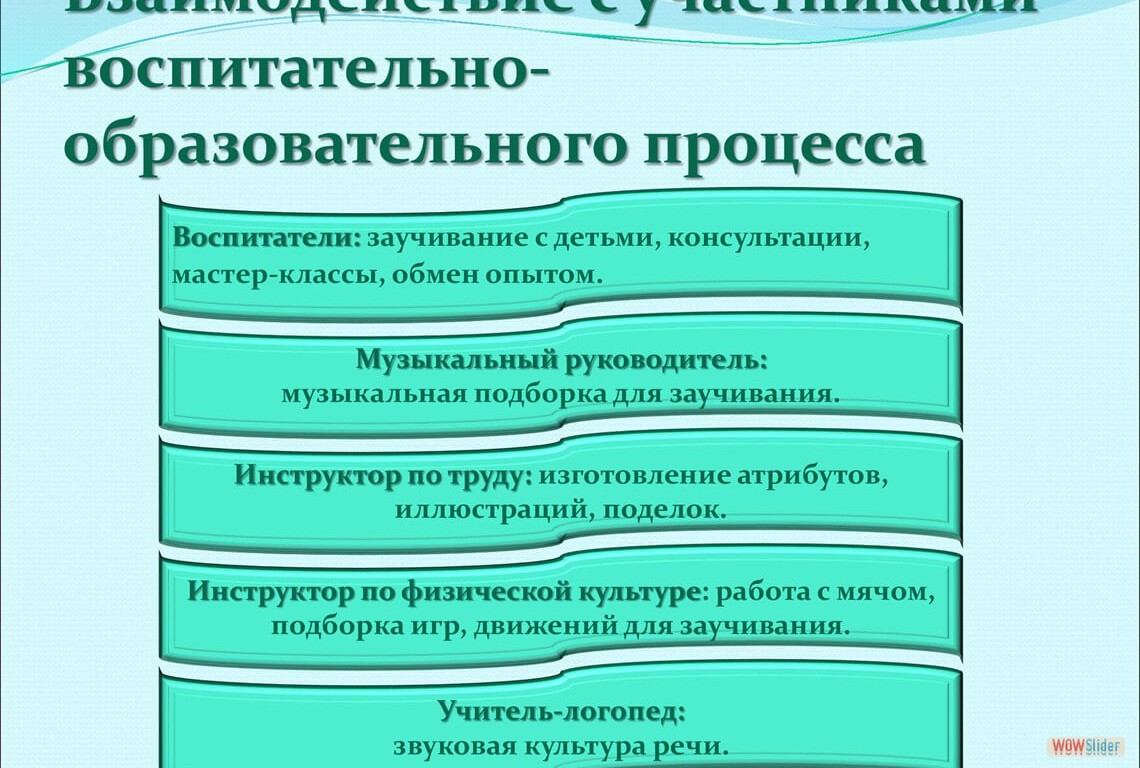 Взаимодействие с участниками
воспитательно-
образовательного процесса
Воспитатели: заучивание с детьми, консультации,
мастер-классы, обмен опытом.
Музыкальный руководитель:
музыкальная подборка для заучивания.
Инструктор по труду: изготовление атрибутов,
иллюстраций, поделок.
Инструктор по физической культуре: работа с мячом,
подборка игр, движений для заучивания.
Учитель-логопед:
звуковая культура речи.
WOWSlider